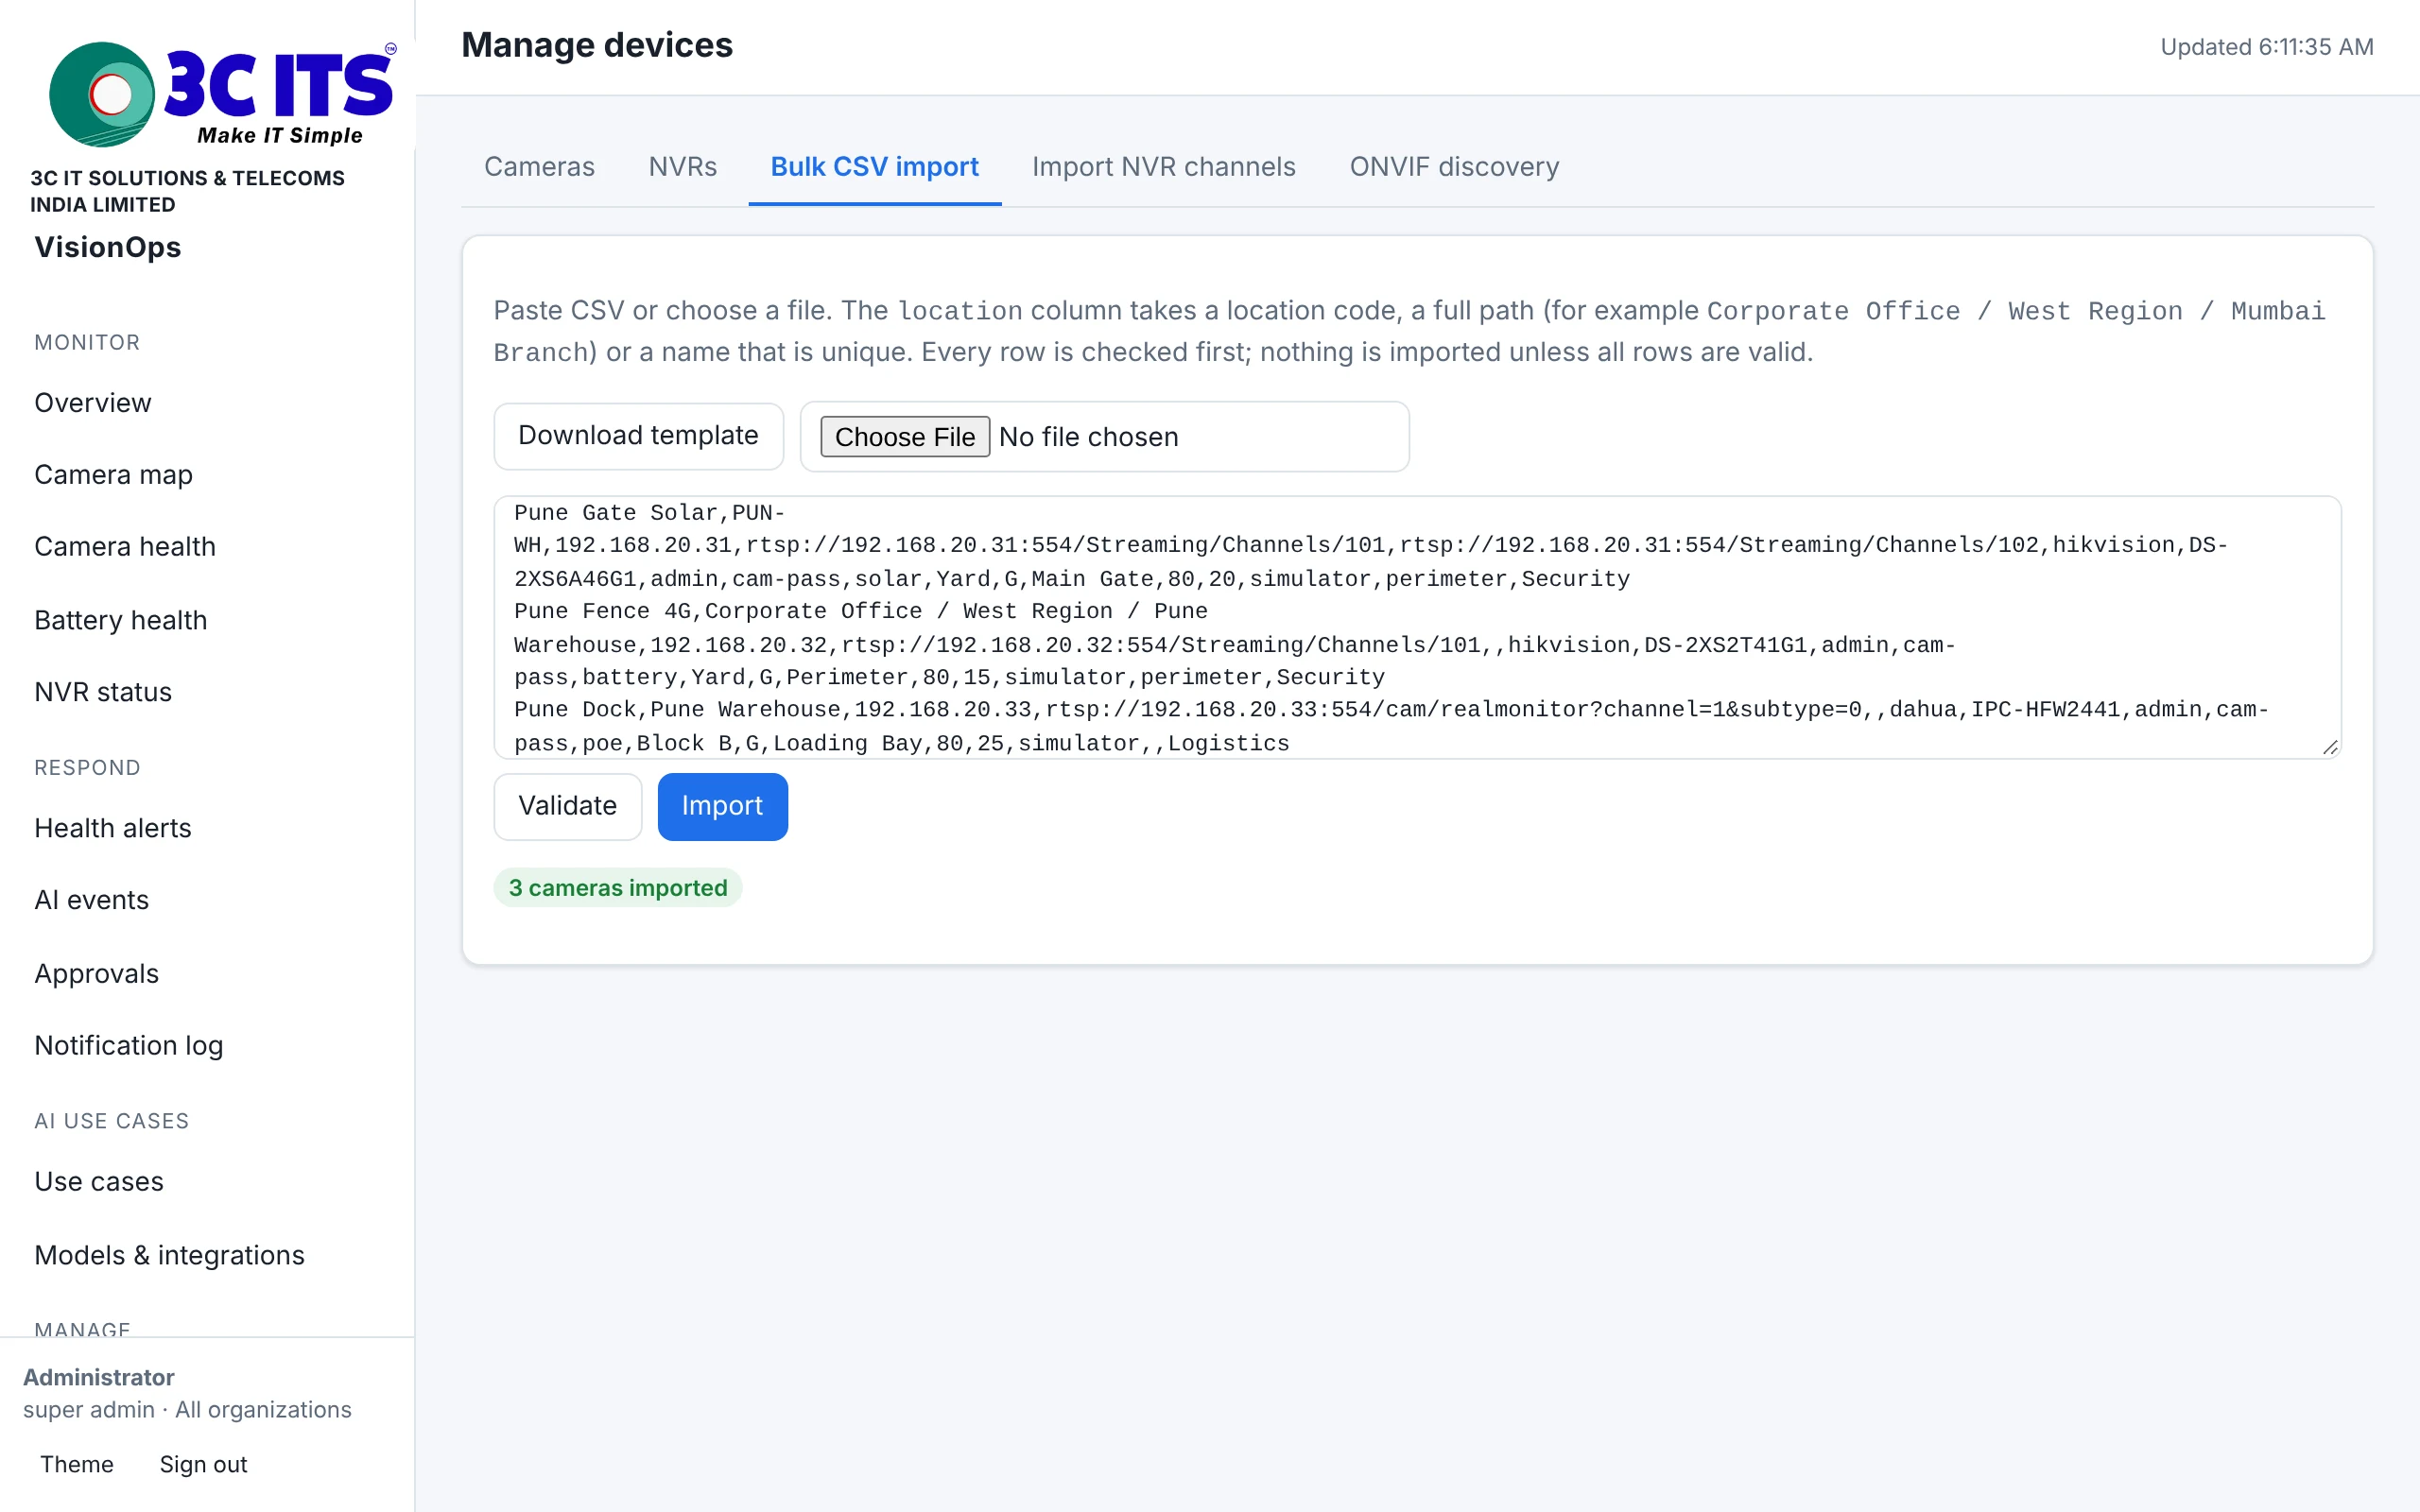 3C ITS
TM
Make IT Simple
3C IT SOLUTIONS & TELECOMS
INDIA LIMITED
VisionOps
MONITOR
Overview
Camera map
Camera health
Battery health
NVR status
RESPOND
Health alerts
AI events
Approvals
Notification log
AI USE CASES
Use cases
Models & integrations
MANAGE
Administrator
super admin · All organizations
Theme Sign out
Manage devices
Updated 6:11:35 AM
Cameras NVRs Bulk CSV import Import NVR channels ONVIF discovery
Paste CSV or choose a file. The location column takes a location code, a full path (for example Corporate Office / West Region / Mumbai
Branch) or a name that is unique. Every row is checked first; nothing is imported unless all rows are valid.
Download template Choose File No file chosen
Pune Gate Solar,PUN-
WH,192.168.20.31,rtsp://192.168.20.31:554/Streaming/Channels/101,rtsp://192.168.20.31:554/Streaming/Channels/102,hikvision,DS-
2XS6A46G1,admin,cam-pass,solar,Yard,G,Main Gate,80,20,simulator,perimeter,Security
Pune Fence 4G,Corporate Office / West Region / Pune
Warehouse,192.168.20.32,rtsp://192.168.20.32:554/Streaming/Channels/101,,hikvision,DS-2XS2T41G1,admin,cam-
pass,battery,Yard,G,Perimeter,80,15,simulator,perimeter,Security
Pune Dock,Pune Warehouse,192.168.20.33,rtsp://192.168.20.33:554/cam/realmonitor?channel=1&subtype=0,,dahua,IPC-HFW2441,admin,cam-
pass,poe,Block B,G,Loading Bay,80,25,simulator,,Logistics
Validate Import
3 cameras imported